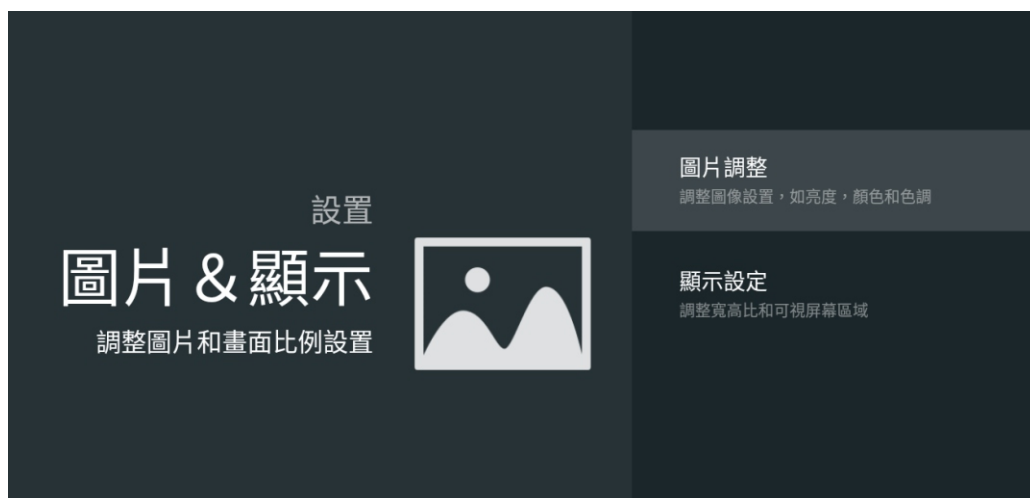 設置
圖片＆顯示
調整圖片和畫面比例設置
圖片調整
調整圖像設置，如亮度，顏色和色調
顯示設定
調整寬高比和可視屏幕區域